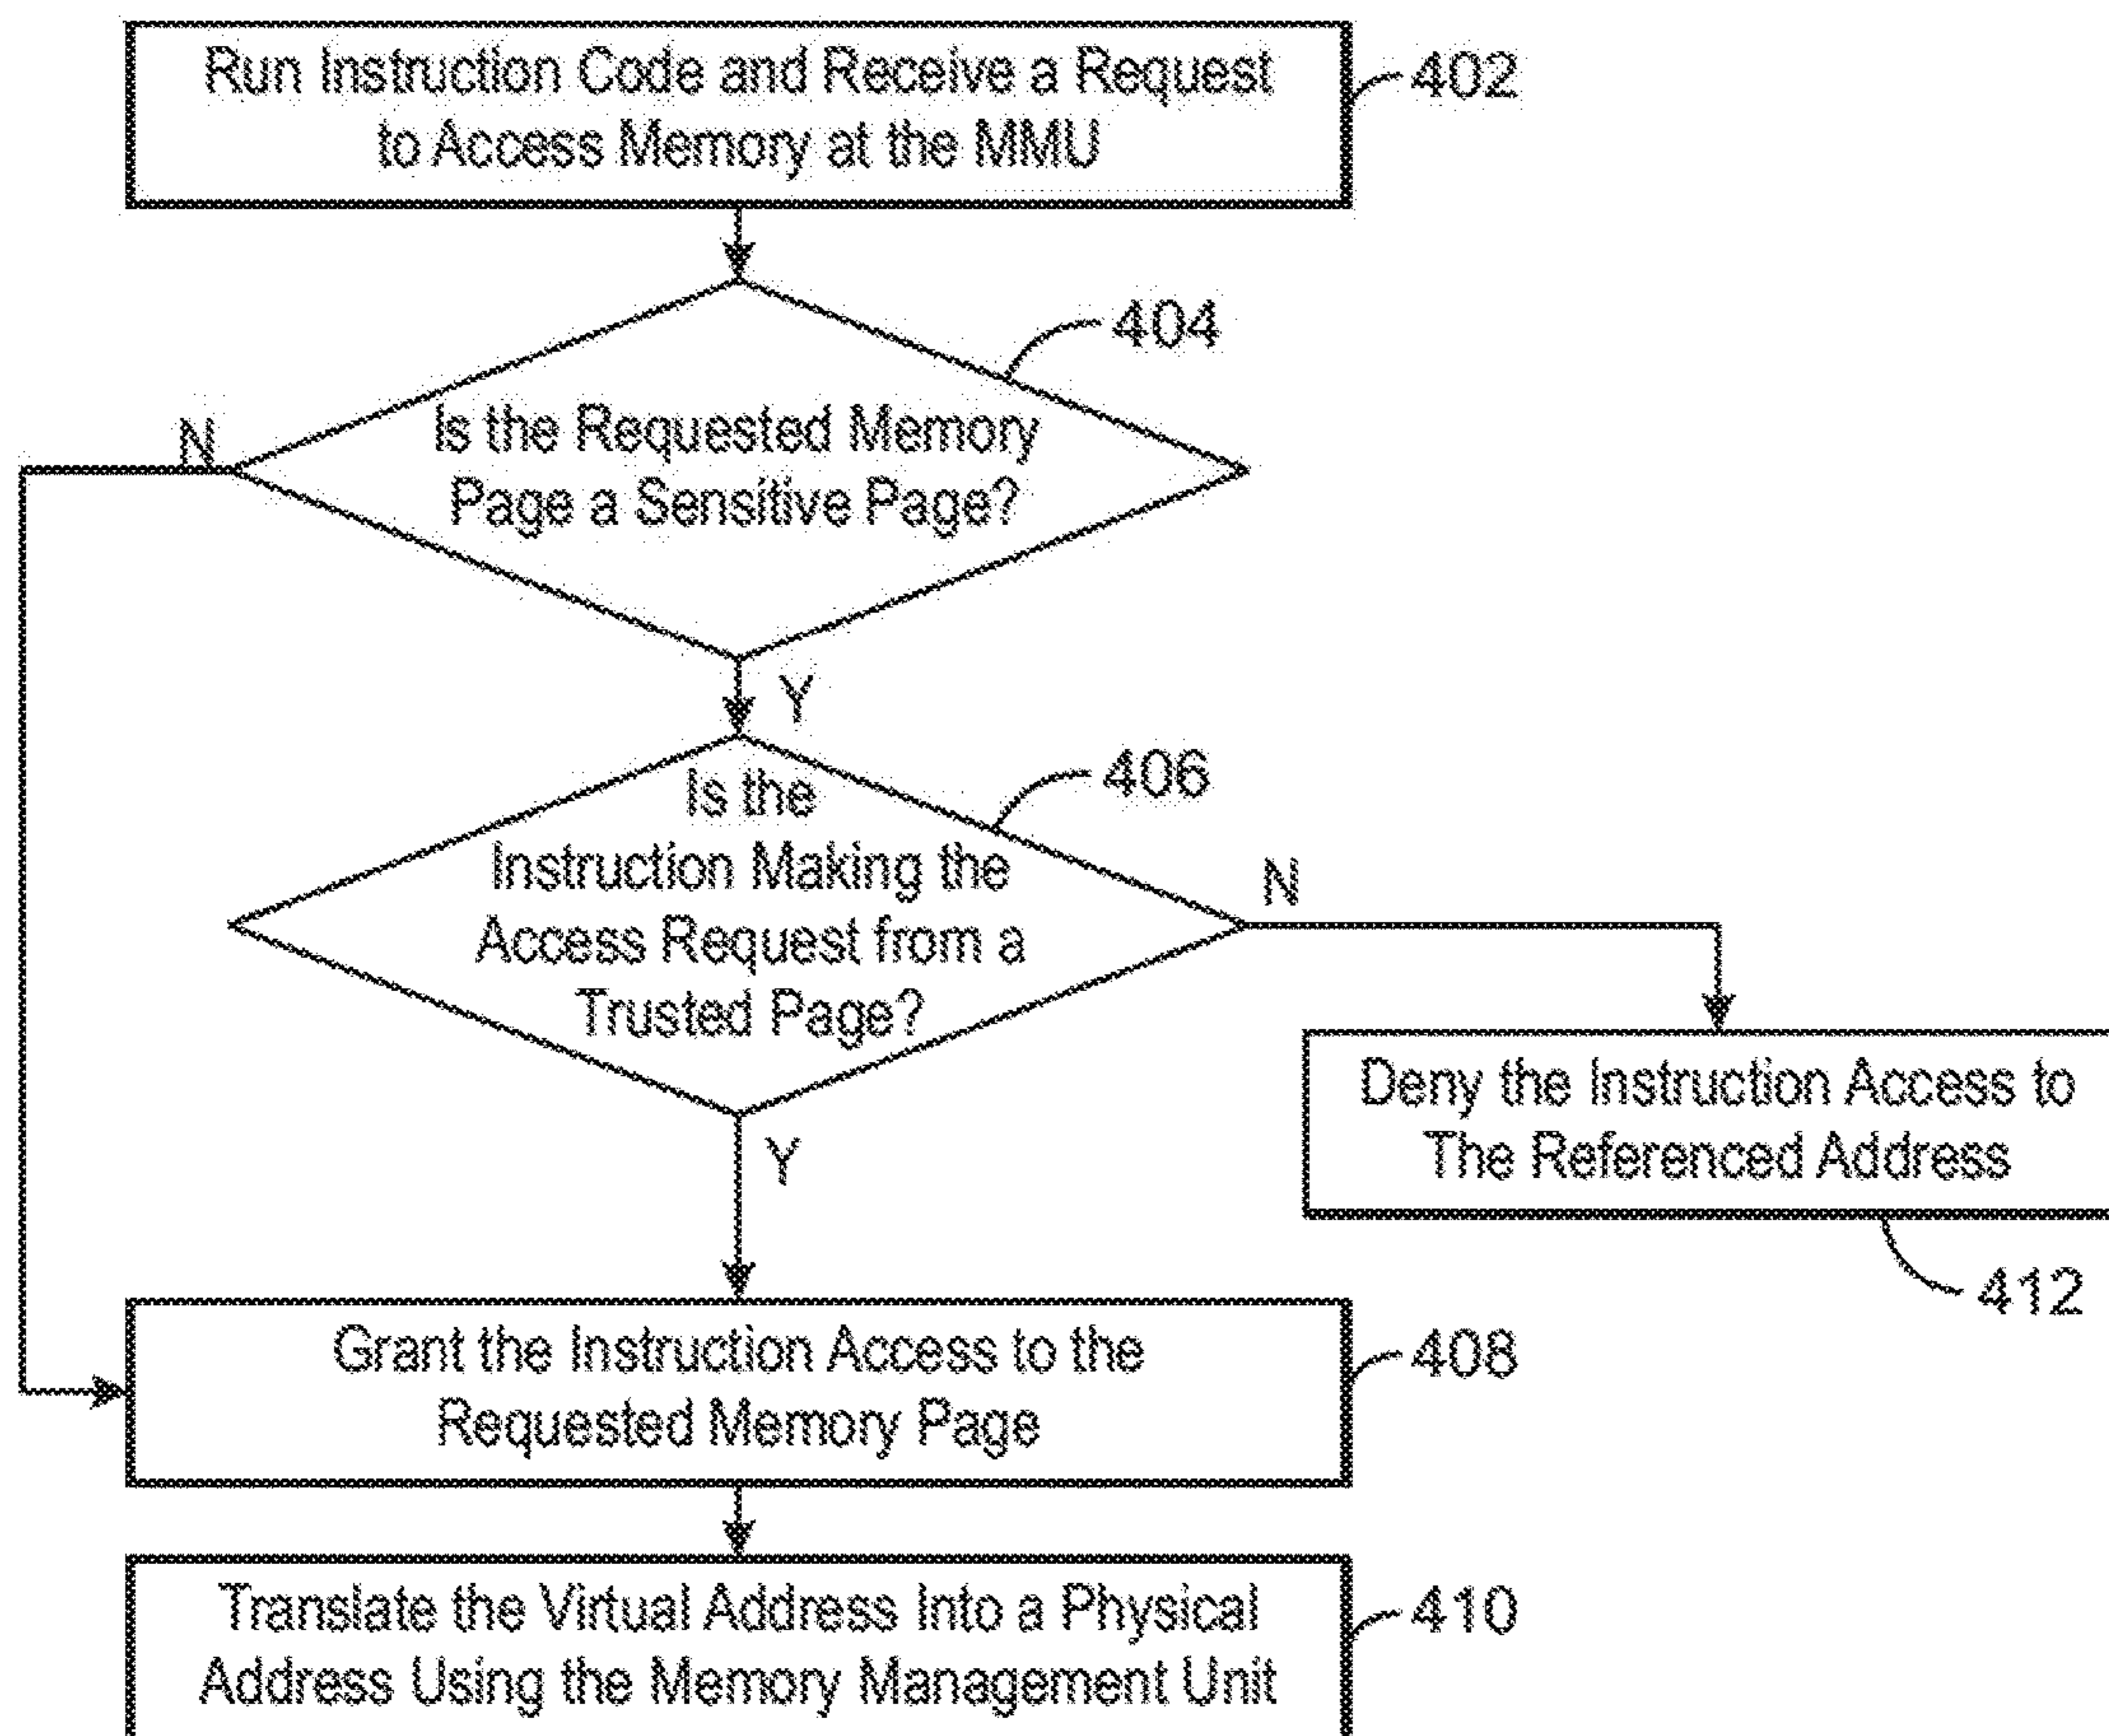 Run Instruction Code and Receive a Request
to Access Memory at the MMU
402
404
N
Is the Requested Memory
Page a Sensitive Page?
Y
406
Is the
Instruction Making the
Access Request from a
Trusted Page?
N
Y
Deny the Instruction Access to
The Referenced Address
412
Grant the Instruction Access to the
Requested Memory Page
408
Translate the Virtual Address Into a Physical
Address Using the Memory Management Unit
410